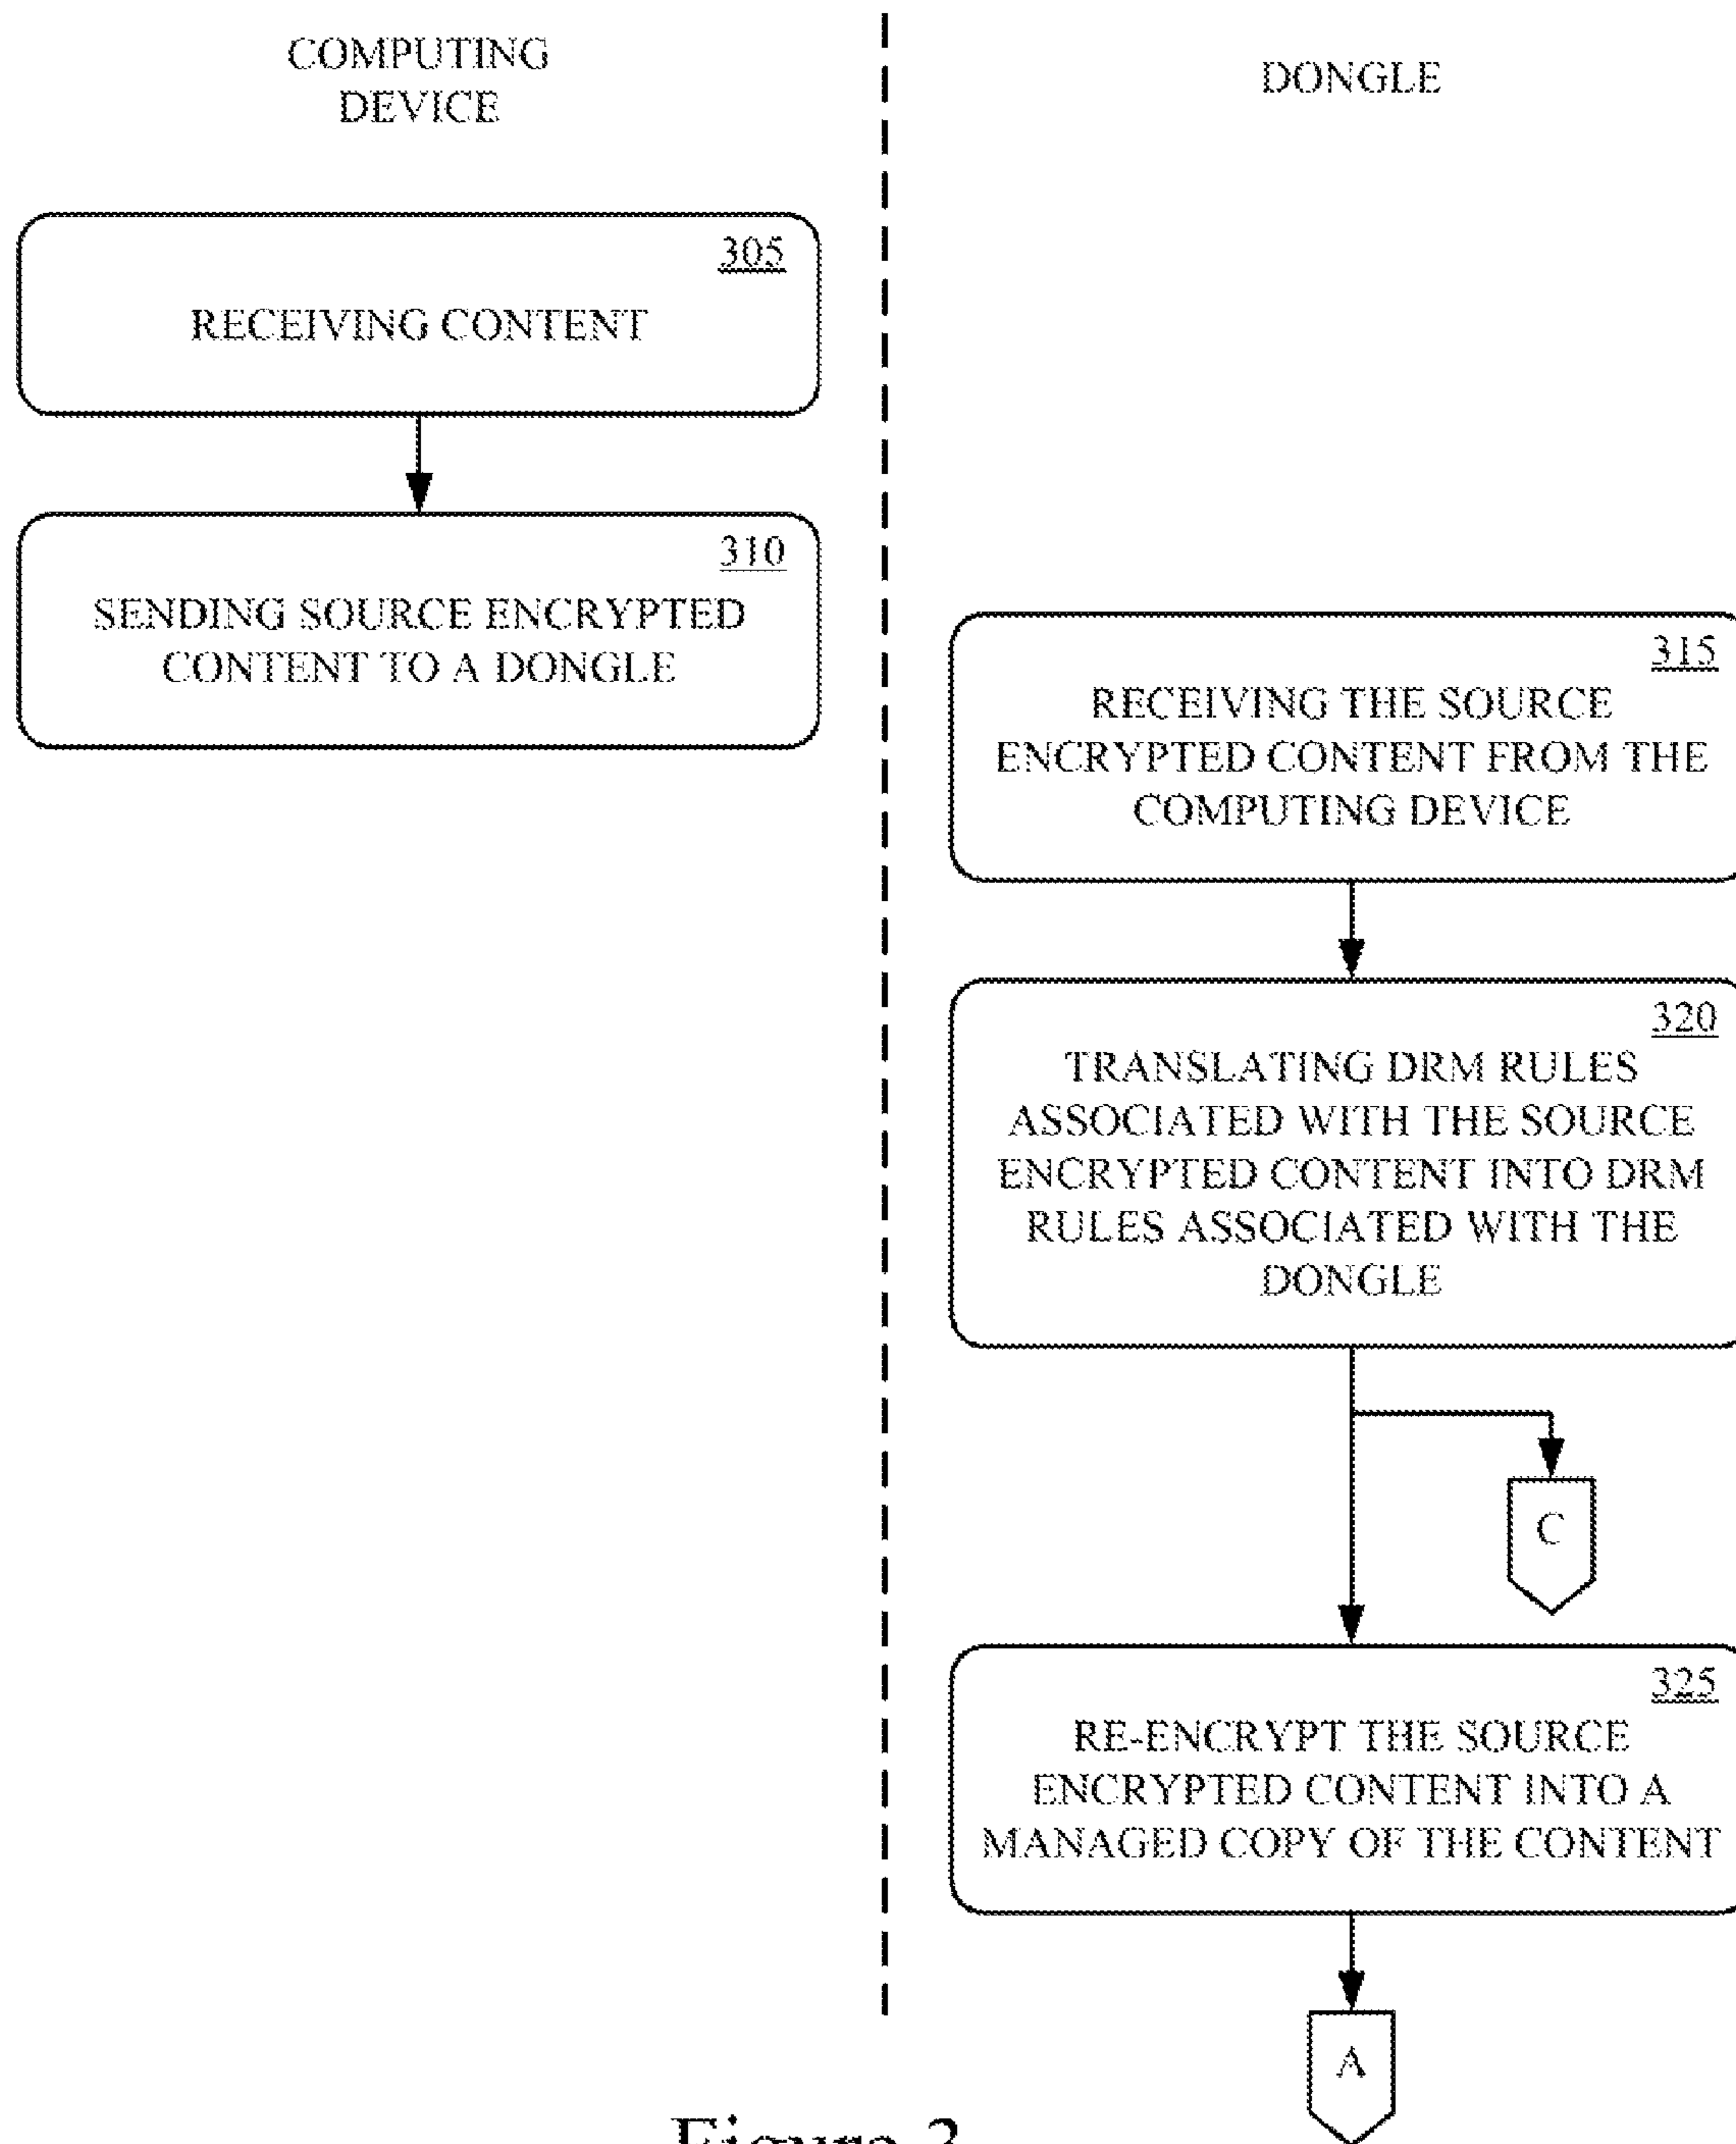 COMPUTING
DEVICE
DONGLE
305
RECEIVING CONTENT
310
SENDING SOURCE ENCRYPTED
CONTENT TO A DONGLE
315
RECEIVING THE SOURCE
ENCRYPTED CONTENT FROM THE
COMPUTING DEVICE
320
TRANSLATING DRM RULES
ASSOCIATED WITH THE SOURCE
ENCRYPTED CONTENT INTO DRM
RULES ASSOCIATED WITH THE
DONGLE
C
325
RE-ENCRYPT THE SOURCE
ENCRYPTED CONTENT INTO A
MANAGED COPY OF THE CONTENT
A
Figure 3